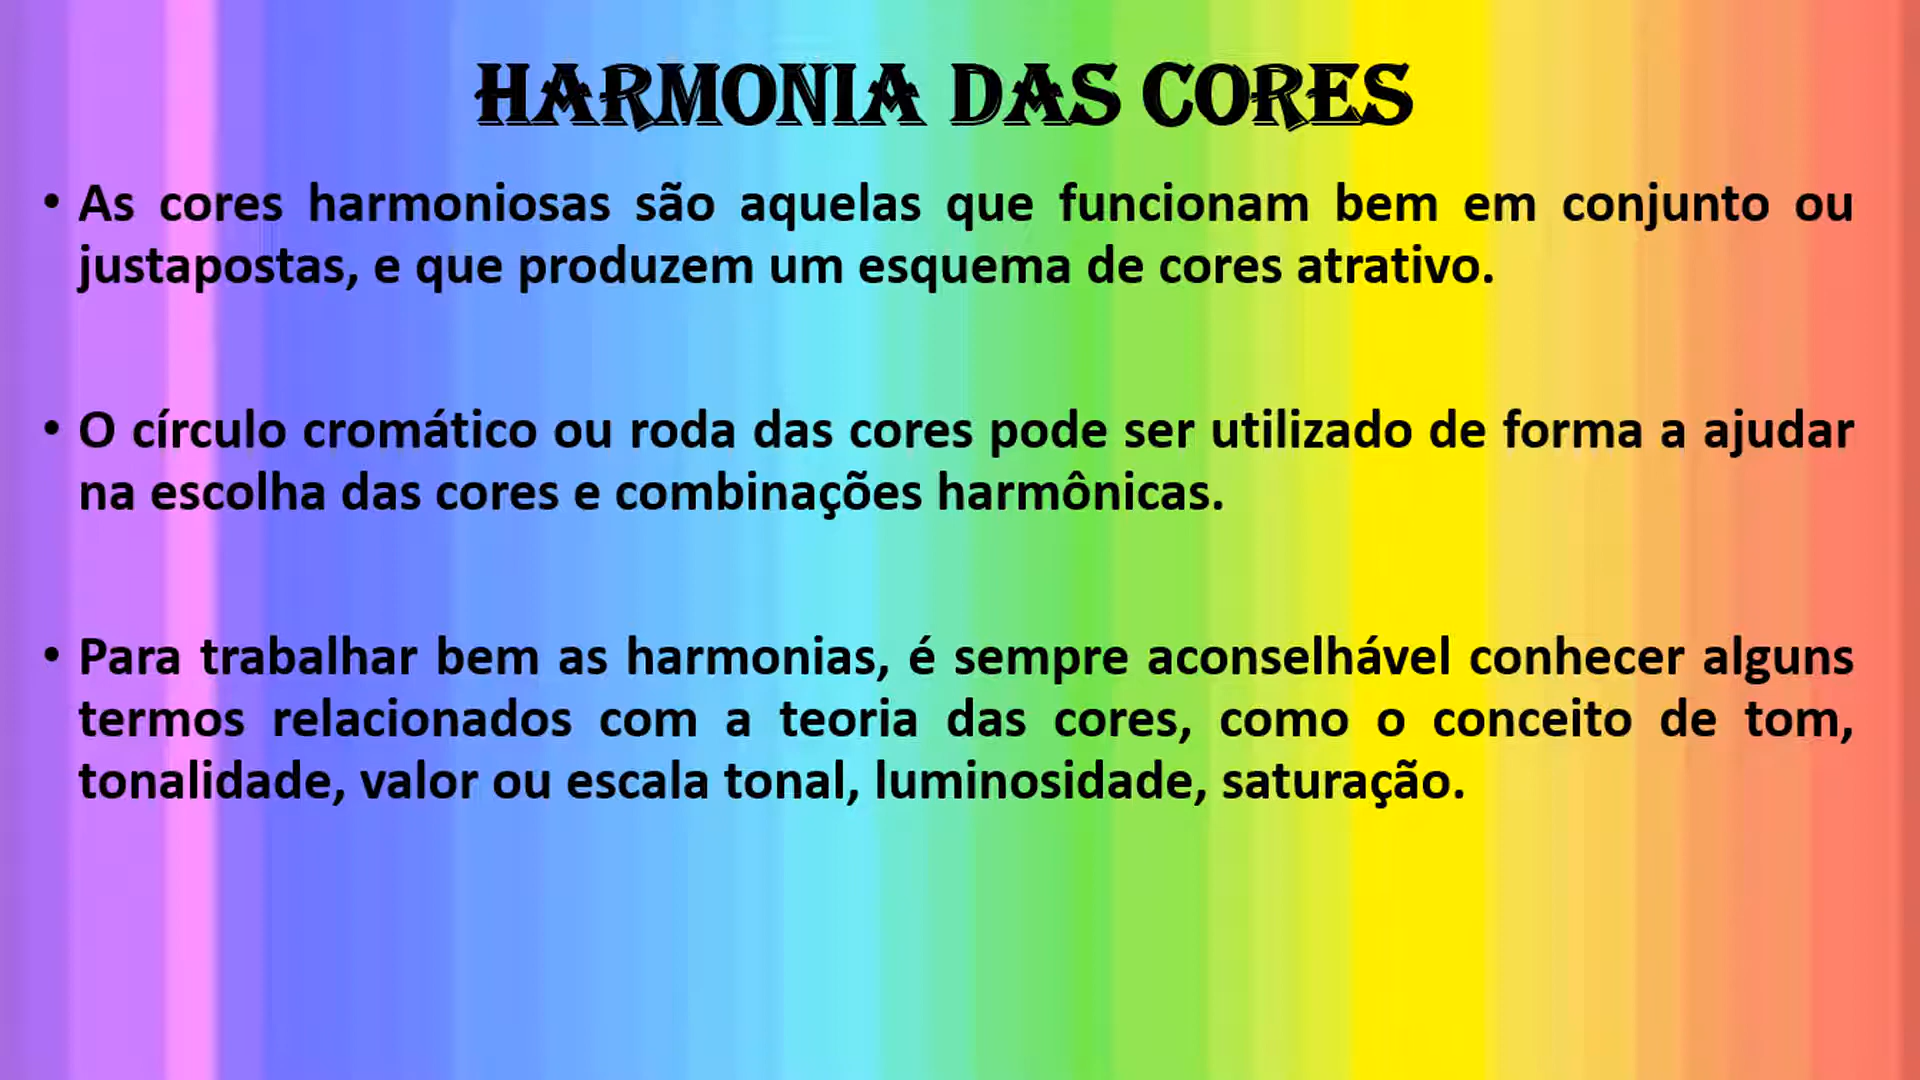 HARMONIA DAS CORES
• As cores harmoniosas são aquelas que funcionam bem em conjunto ou
justapostas, e que produzem um esquema de cores atrativo.
• O círculo cromático ou roda das cores pode ser utilizado de forma a ajudar
na escolha das cores e combinações harmônicas.
• Para trabalhar bem as harmonias, é sempre aconselhável conhecer alguns
termos relacionados com a teoria das cores, como o conceito de tom,
tonalidade, valor ou escala tonal, luminosidade, saturação.